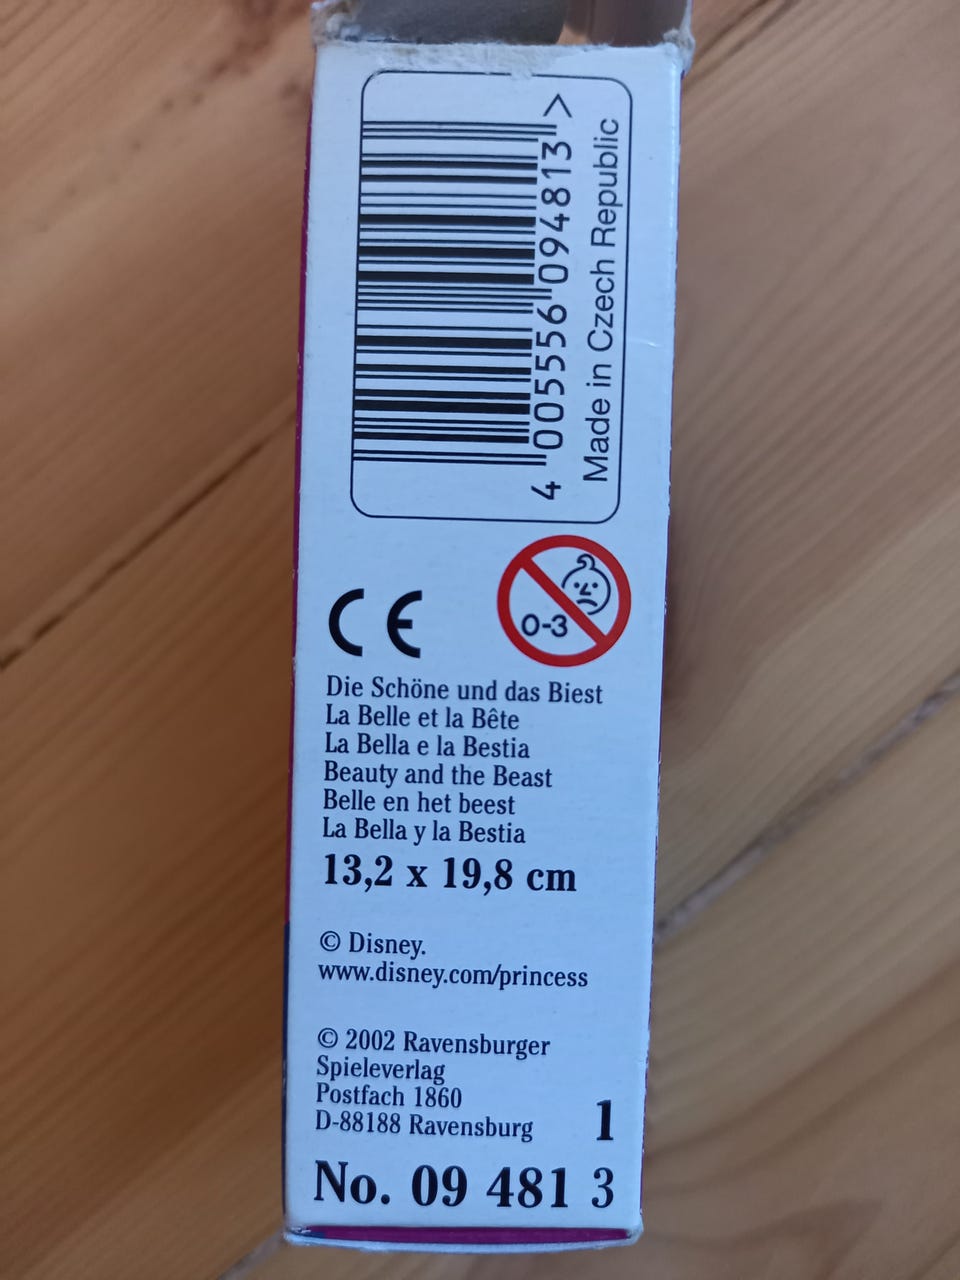 4 005556 094813 >
Made in Czech Republic
CE
0-3
Die Schöne und das Biest
La Belle et la Bête
La Bella e la Bestia
Beauty and the Beast
Belle en het beest
La Bella y la Bestia
13,2 x 19,8 cm
© Disney.
www.disney.com/princess
© 2002 Ravensburger
Spieleverlag
Postfach 1860
D-88188 Ravensburg
1
No. 09 481 3